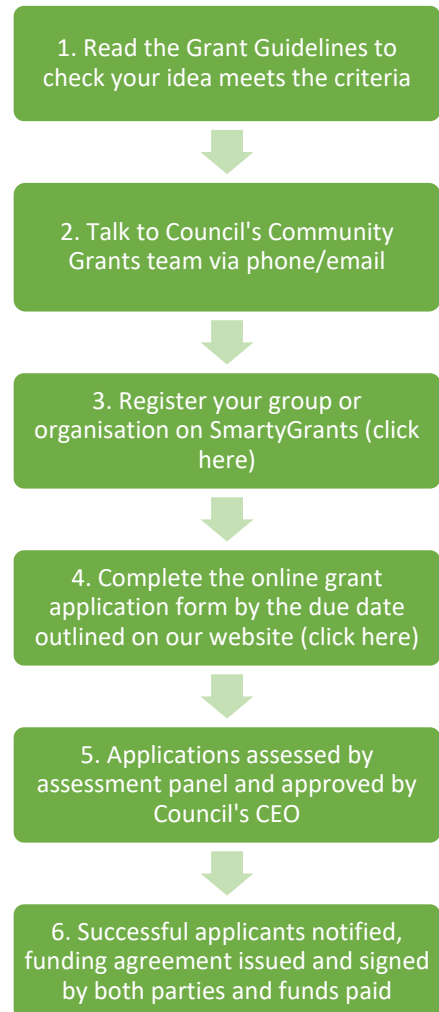 1. Read the Grant Guidelines to
check your idea meets the criteria
2. Talk to Council's Community
Grants team via phone/email
3. Register your group or
organisation on SmartyGrants (click
here)
4. Complete the online grant
application form by the due date
outlined on our website (click here)
5. Applications assessed by
assessment panel and approved by
Council's CEO
6. Successful applicants notified,
funding agreement issued and signed
by both parties and funds paid